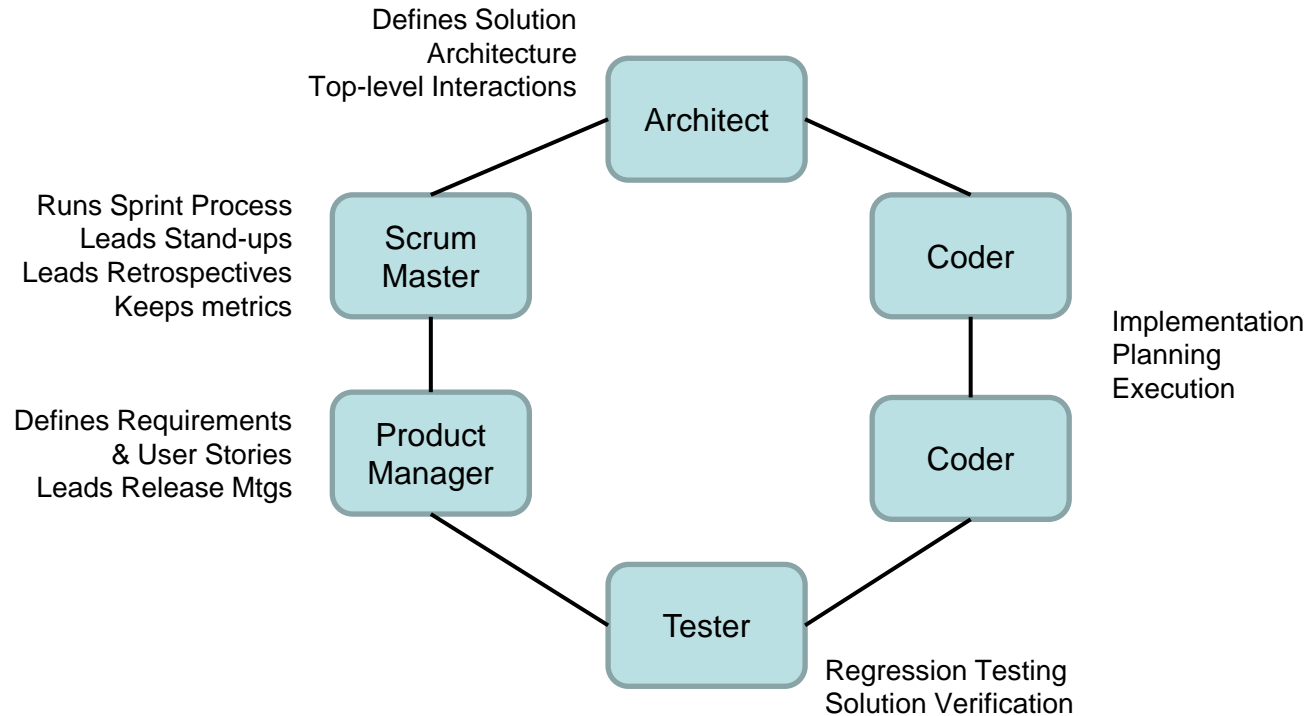 Defines Solution
Architecture
Top-level Interactions
Architect
Runs Sprint Process
Leads Stand-ups
Leads Retrospectives
Keeps metrics
Scrum
Master
Coder
Implementation
Planning
Execution
Defines Requirements
& User Stories
Leads Release Mtgs
Product
Manager
Coder
Tester
Regression Testing
Solution Verification